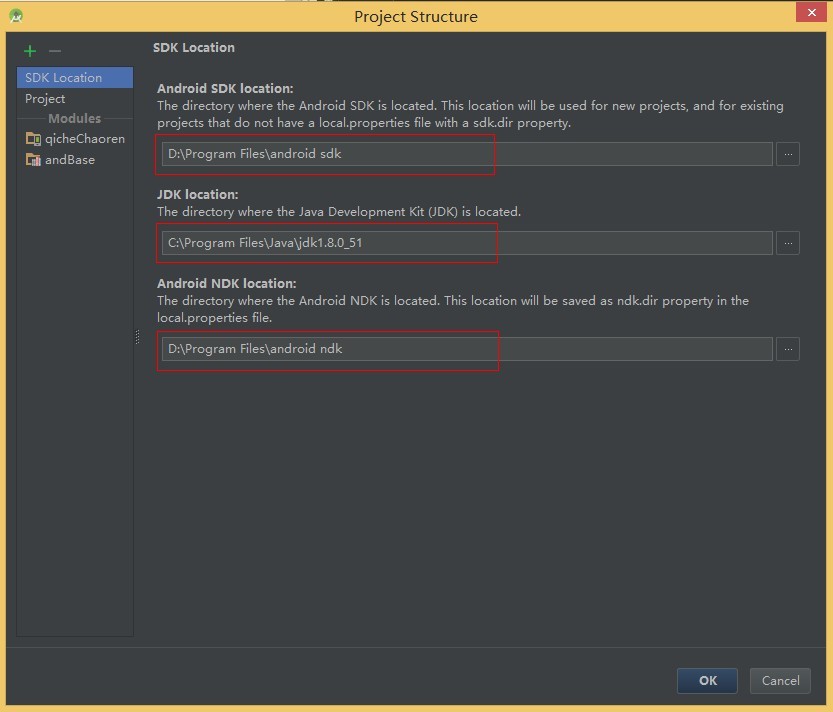 Project Structure
SDK Location
Project
Modules
qicheChaoren
andBase
SDK Location
Android SDK location:
The directory where the Android SDK is located. This location will be used for new projects, and for existing
projects that do not have a local.properties file with a sdk.dir property.
D:\Program Files\android sdk
...
JDK location:
The directory where the Java Development Kit (JDK) is located.
C:\Program Files\Java\jdk1.8.0_51
...
Android NDK location:
The directory where the Android NDK is located. This location will be saved as ndk.dir property in the
local.properties file.
D:\Program Files\android ndk
...
OK
Cancel